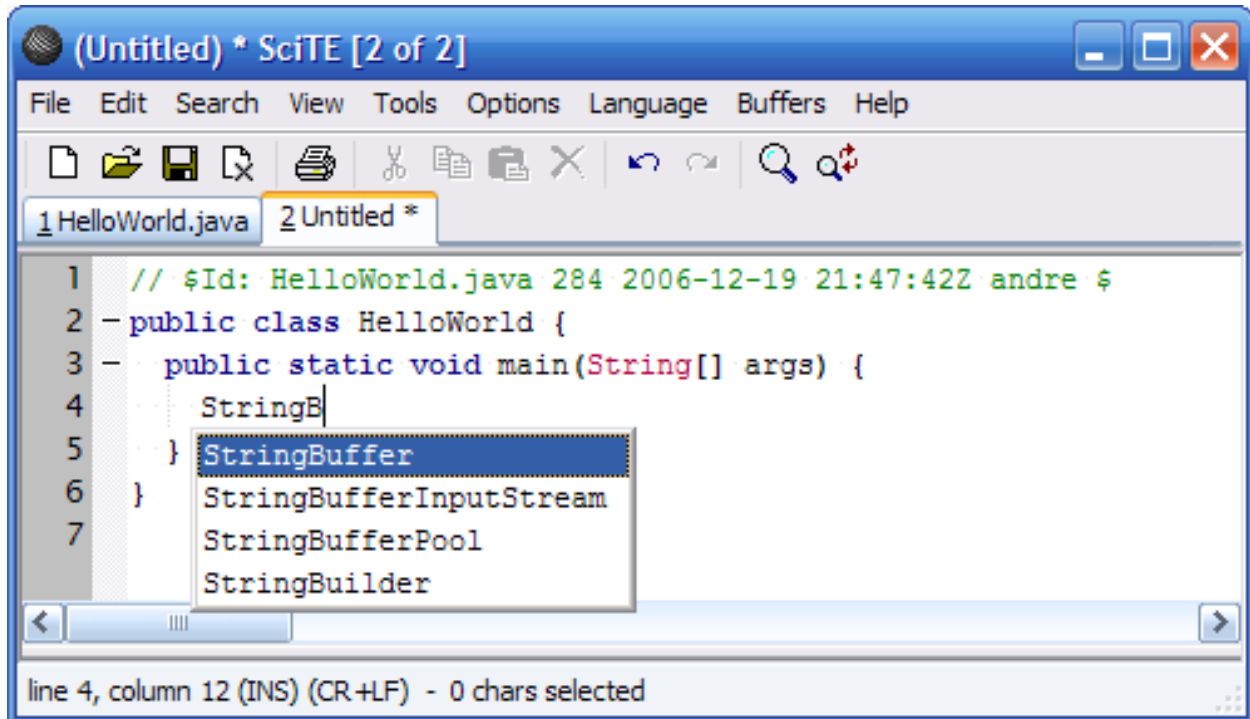 (Untitled) * SciTE [2 of 2]
File Edit Search View Tools Options Language Buffers Help
1 HelloWorld.java 2 Untitled *
1 // $Id: HelloWorld.java 284 2006-12-19 21:47:42Z andre $
2 public class HelloWorld {
3 public static void main(String[] args) {
4 StringB
5 } StringBuffer
6 } StringBufferInputStream
7 StringBufferPool
StringBuilder
line 4, column 12 (INS) (CR+LF) - 0 chars selected